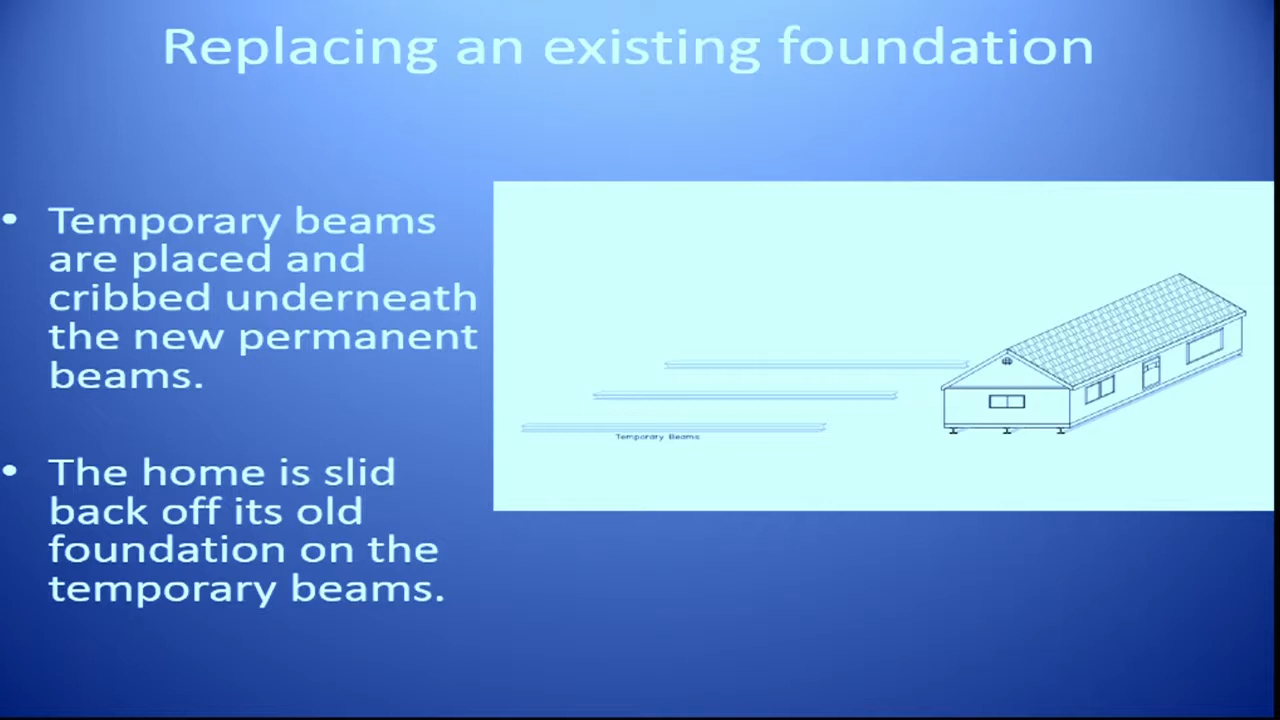 Replacing an existing foundation
• Temporary beams
are placed and
cribbed underneath
the new permanent
beams.
• The home is slid
back off its old
foundation on the
temporary beams.
Temporary Beams